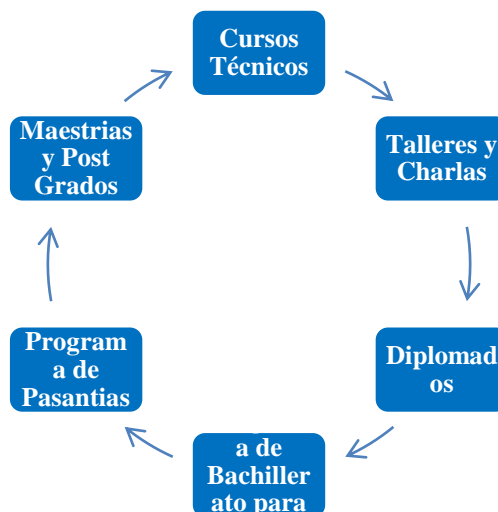 Cursos
Técnicos
Talleres y
Charlas
Diplomad
os
a de
Bachiller
ato para
Program
a de
Pasantias
Maestrias
y Post
Grados